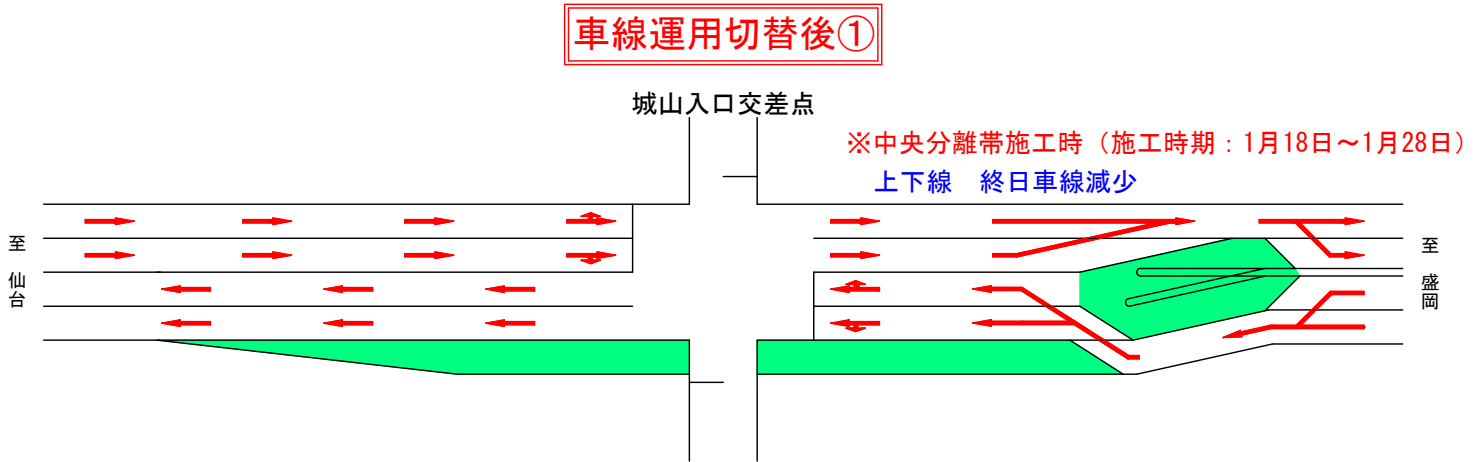 車線運用切替後①
城山入口交差点
※中央分離帯施工時（施工時期：1月18日～1月28日）
上下線　終日車線減少
至 仙台
至 盛岡